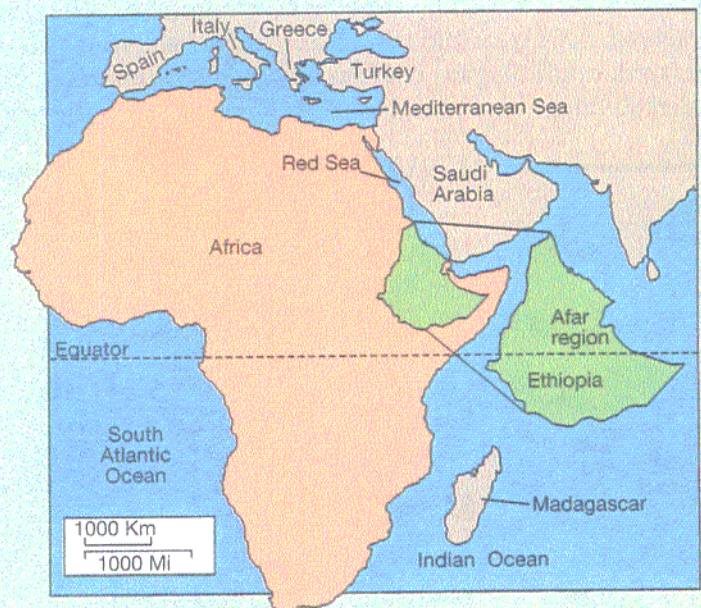 Italy
Greece
Spain
Turkey
Mediterranean Sea
Red Sea
Saudi
Arabia
Africa
Afar
region
Equator
Ethiopia
South
Atlantic
Ocean
Madagascar
1000 Km
1000 Mi
Indian Ocean